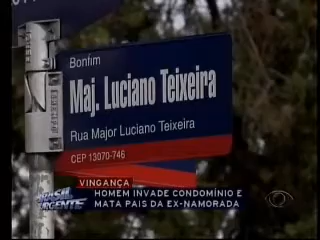 Bonfim
Maj. Luciano Teixeira
Rua Major Luciano Teixeira
CEP 13070-746
VINGANÇA
BRASIL
URGENTE
HOMEM INVADE CONDOMÍNIO E
MATA PAIS DA EX-NAMORADA